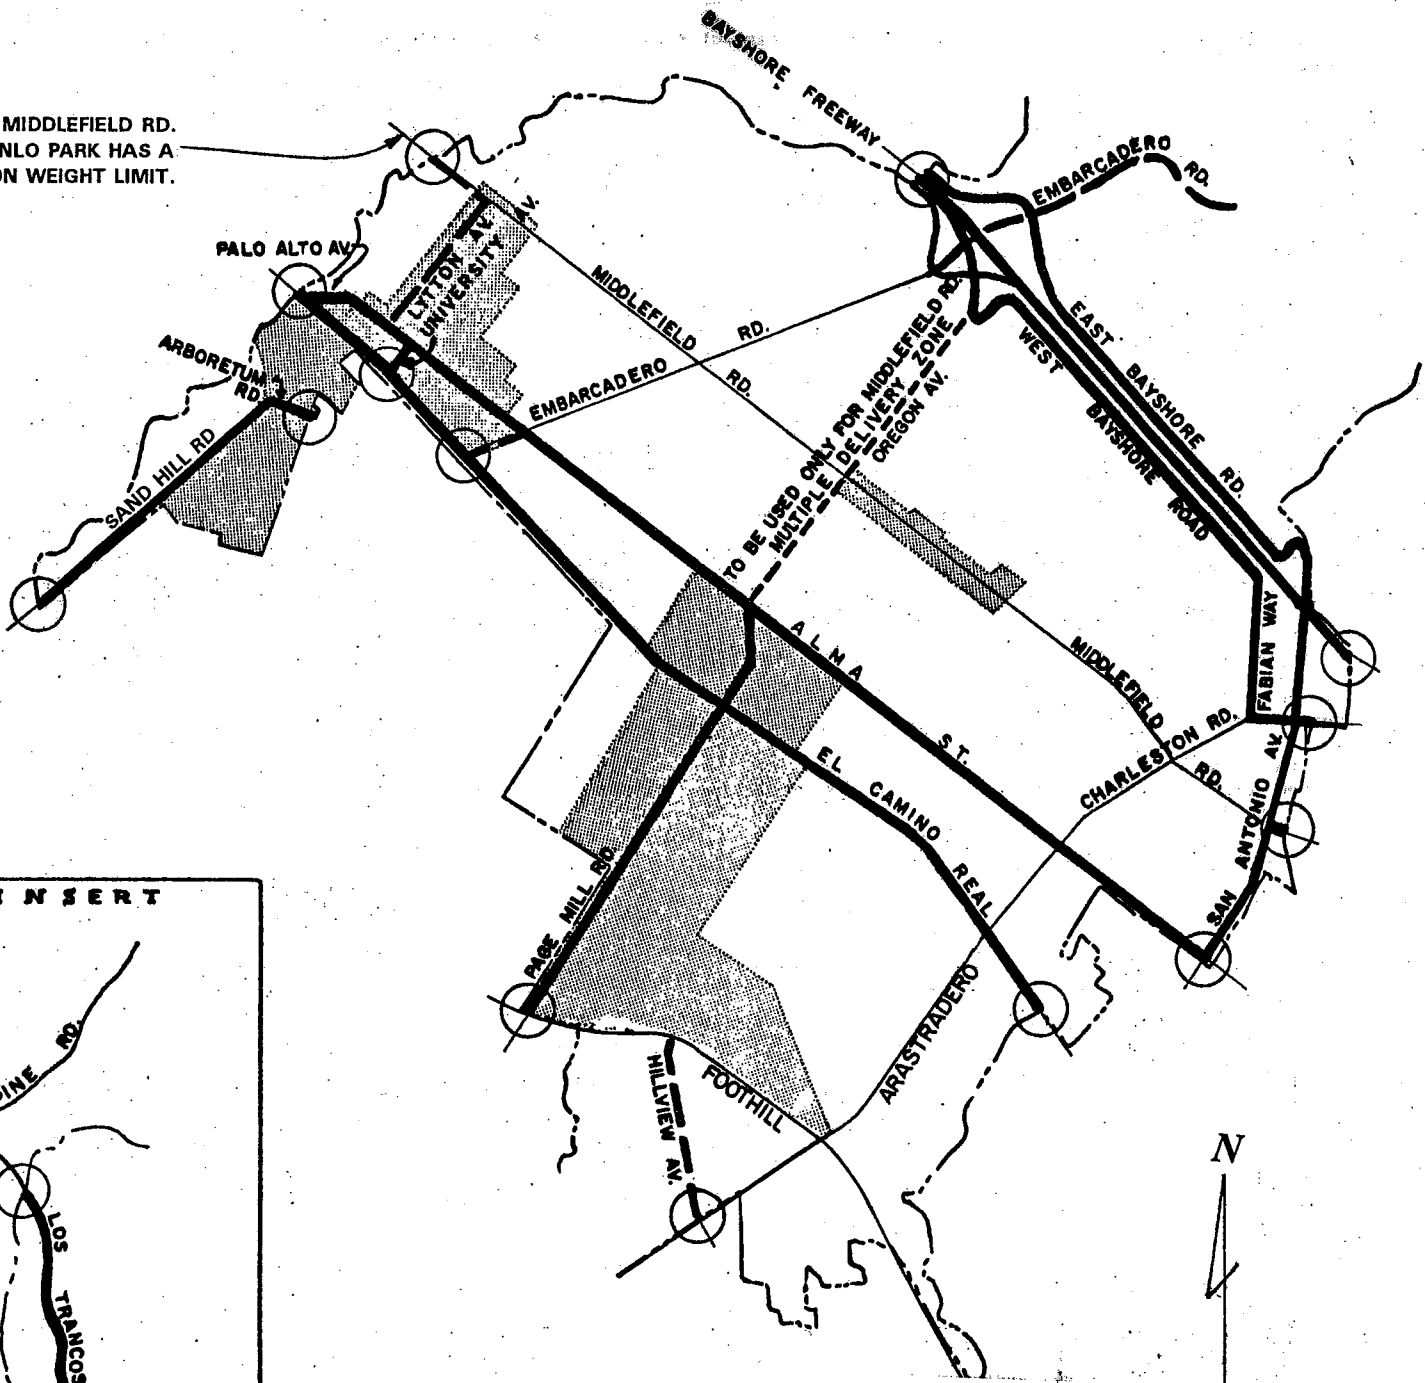 BAYSHORE FREEWAY
MIDDLEFIELD RD.
NLO PARK HAS A
ON WEIGHT LIMIT.
EMBARCADERO RD.
PALO ALTO AV.
LYTTON AV.
UNIVERSITY AV.
ARBORETUM
RD.
SAND HILL RD
MIDDLEFIELD RD.
EMBARCADERO RD.
TO BE USED ONLY FOR MIDDLEFIELD RD.
MULTIPLE DELIVERY ZONE
OREGON AV.
EAST BAYSHORE RD.
WEST BAYSHORE ROAD
FABIAN WAY
ALMA ST.
MIDDLEFIELD RD.
CHARLESTON RD.
SAN ANTONIO AV.
EL CAMINO REAL
PAGE MILL RD.
ARASTRADERO
FOOTHILL
HILLVIEW AV.
INSERT
PINE RD.
LOS TRANCOS
N